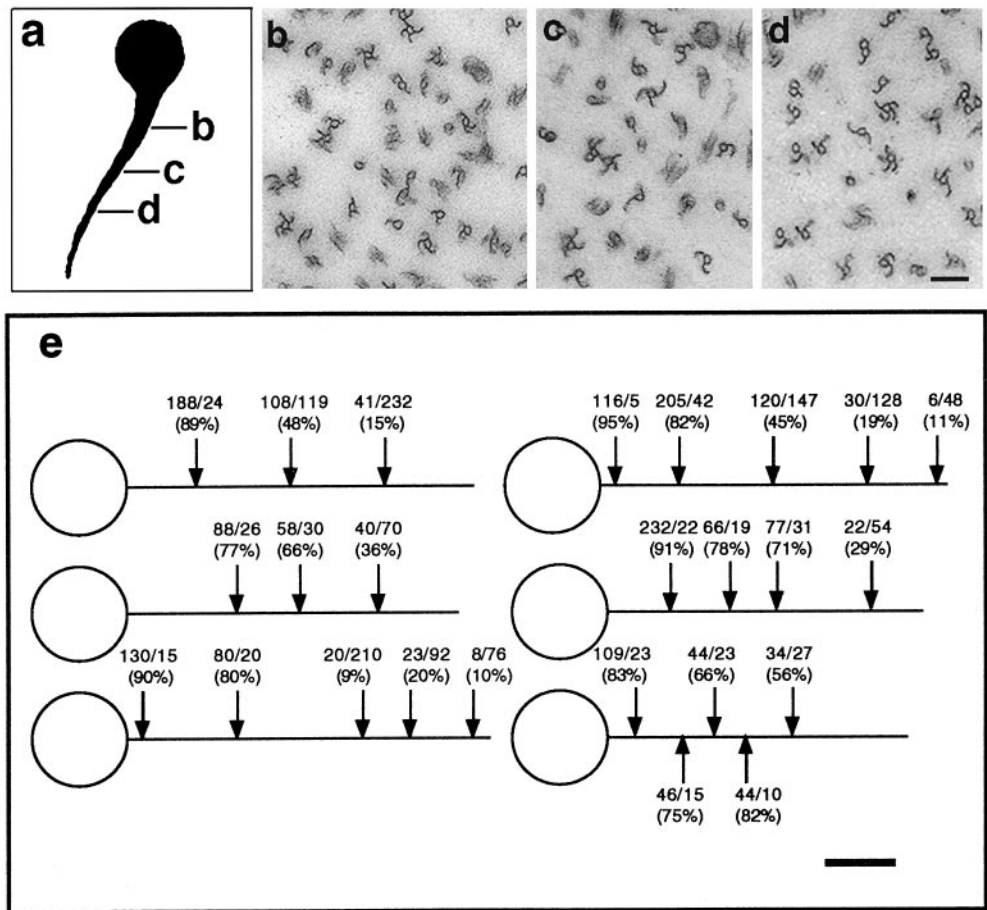 a
b
c
d
b
c
d
e
188/24 108/119 41/232
(89%) (48%) (15%)
116/5 205/42 120/147 30/128 6/48
(95%) (82%) (45%) (19%) (11%)
88/26 58/30 40/70
(77%) (66%) (36%)
232/22 66/19 77/31 22/54
(91%) (78%) (71%) (29%)
130/15 80/20 20/210 23/92 8/76
(90%) (80%) (9%) (20%) (10%)
109/23 44/23 34/27
(83%) (66%) (56%)
46/15 44/10
(75%) (82%)